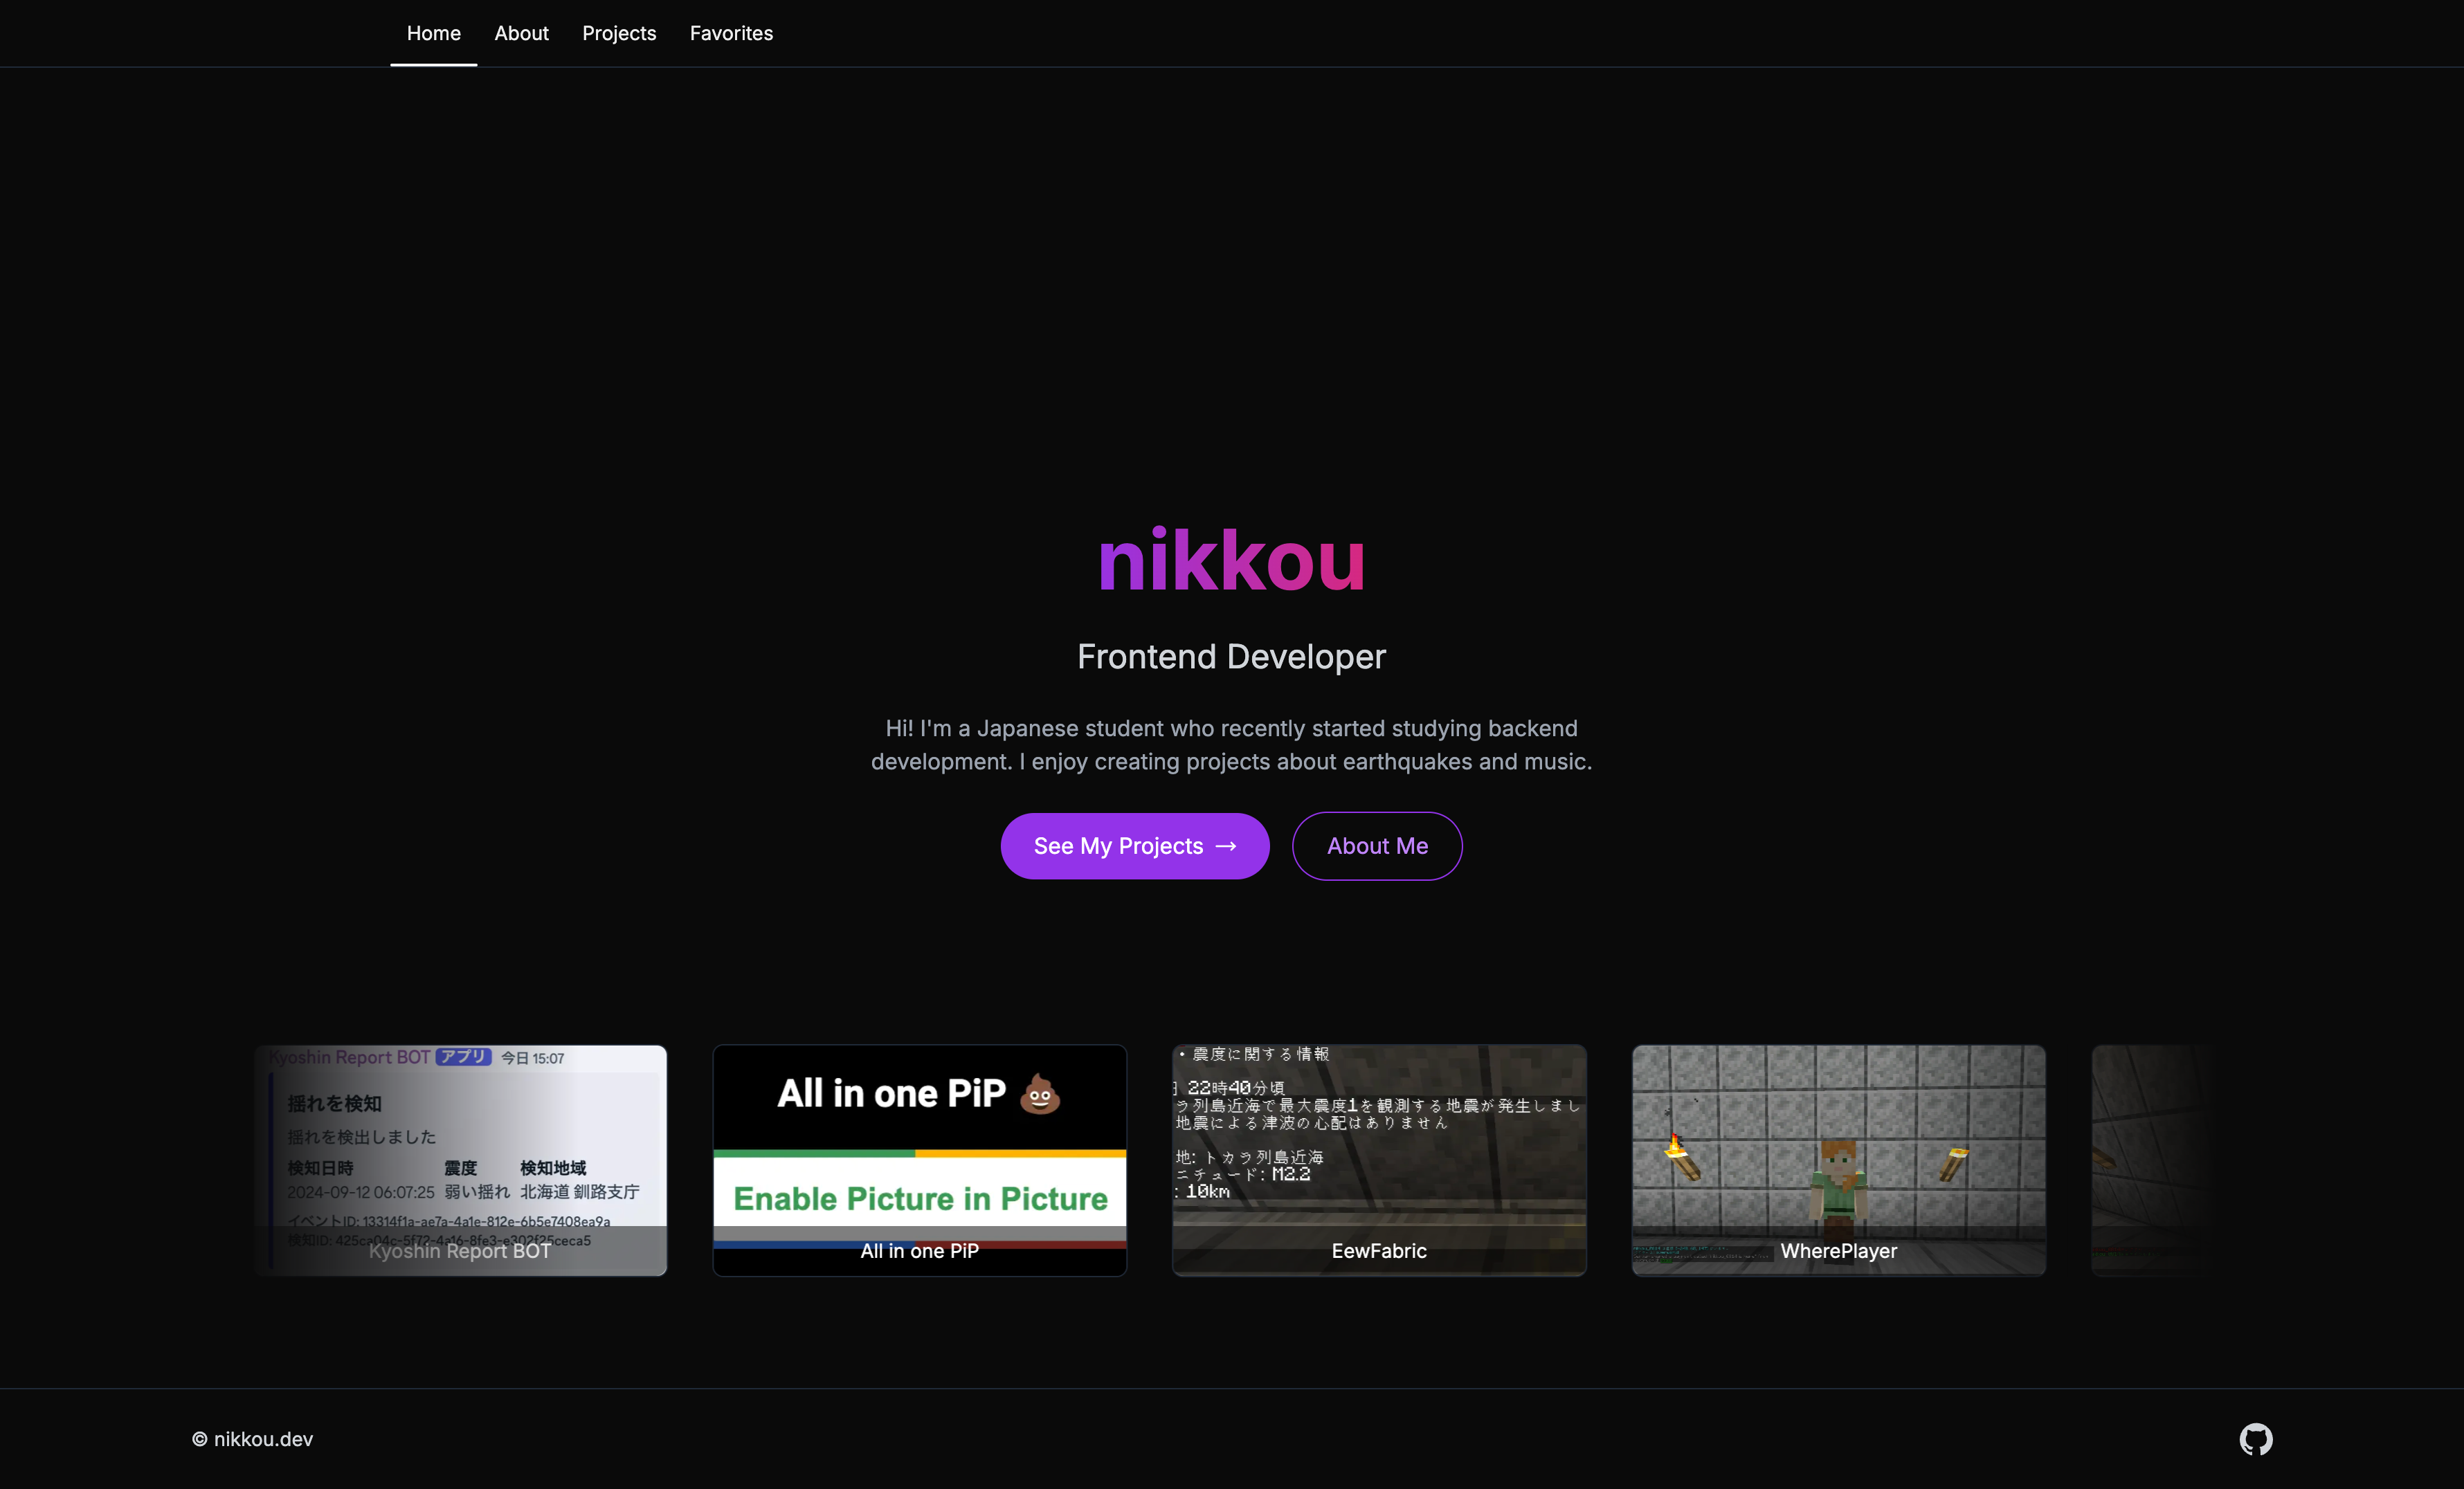 Home About Projects Favorites
nikkou
Frontend Developer
Hi! I'm a Japanese student who recently started studying backend
development. I enjoy creating projects about earthquakes and music.
See My Projects →
About Me
Kyoshin Report BOT アプリ 今日 15:07
揺れを検知
揺れを検出しました
検知日時 震度 検知地域
2024-09-12 06:07:25 弱い揺れ 北海道 釧路支庁
イベントID: 13314f1a-ae7a-4a1e-812e-6b5e7408ea9a
検知ID: 425ca04c-5f72-4a16-8fe3-e302f25ceca5
Kyoshin Report BOT
All in one PiP 💩
Enable Picture in Picture
All in one PiP
・震度に関する情報
22時40分頃
ラ列島近海で最大震度1を観測する地震が発生しまし
地震による津波の心配はありません
地: トカラ列島近海
ニチュード: M2.2
: 10km
EewFabric
WherePlayer
© nikkou.dev